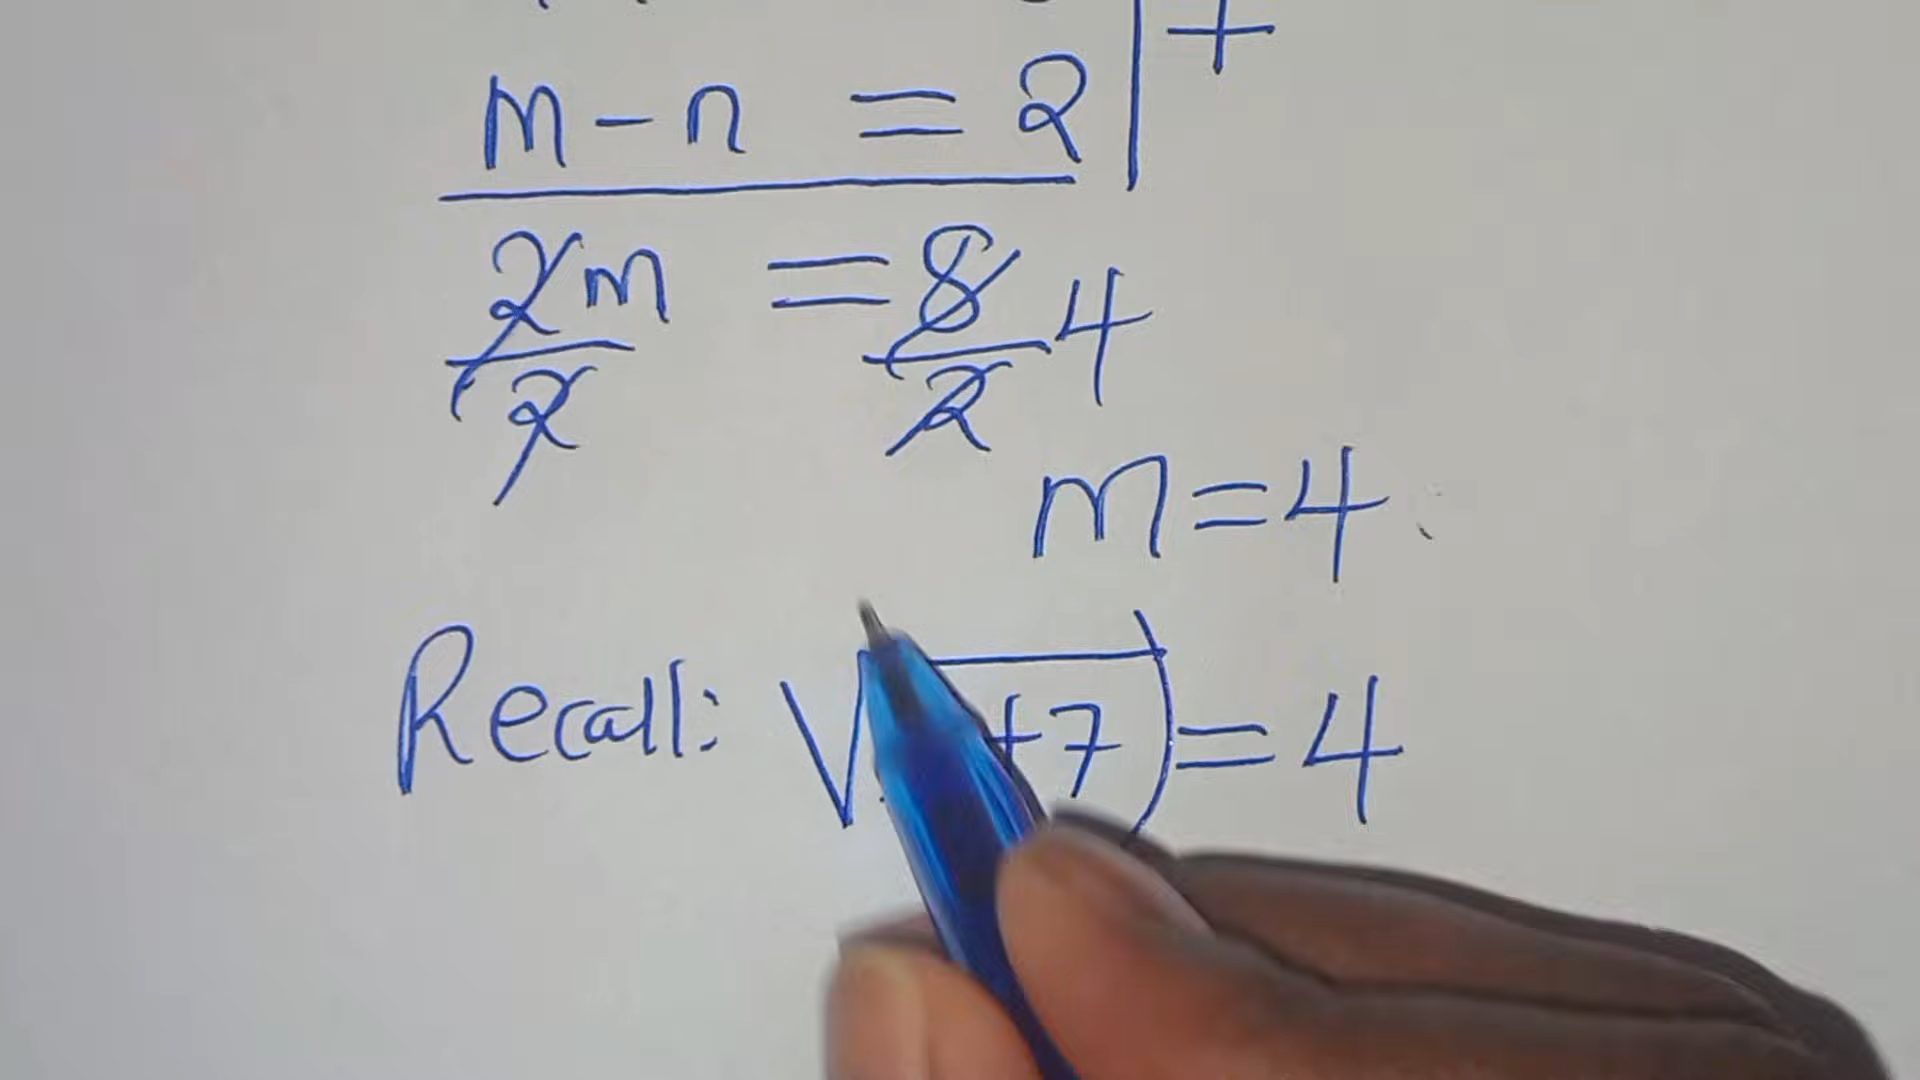 +
m - n = 2
2m/2 = 8/2 4
m = 4
Recall: √ +7) = 4